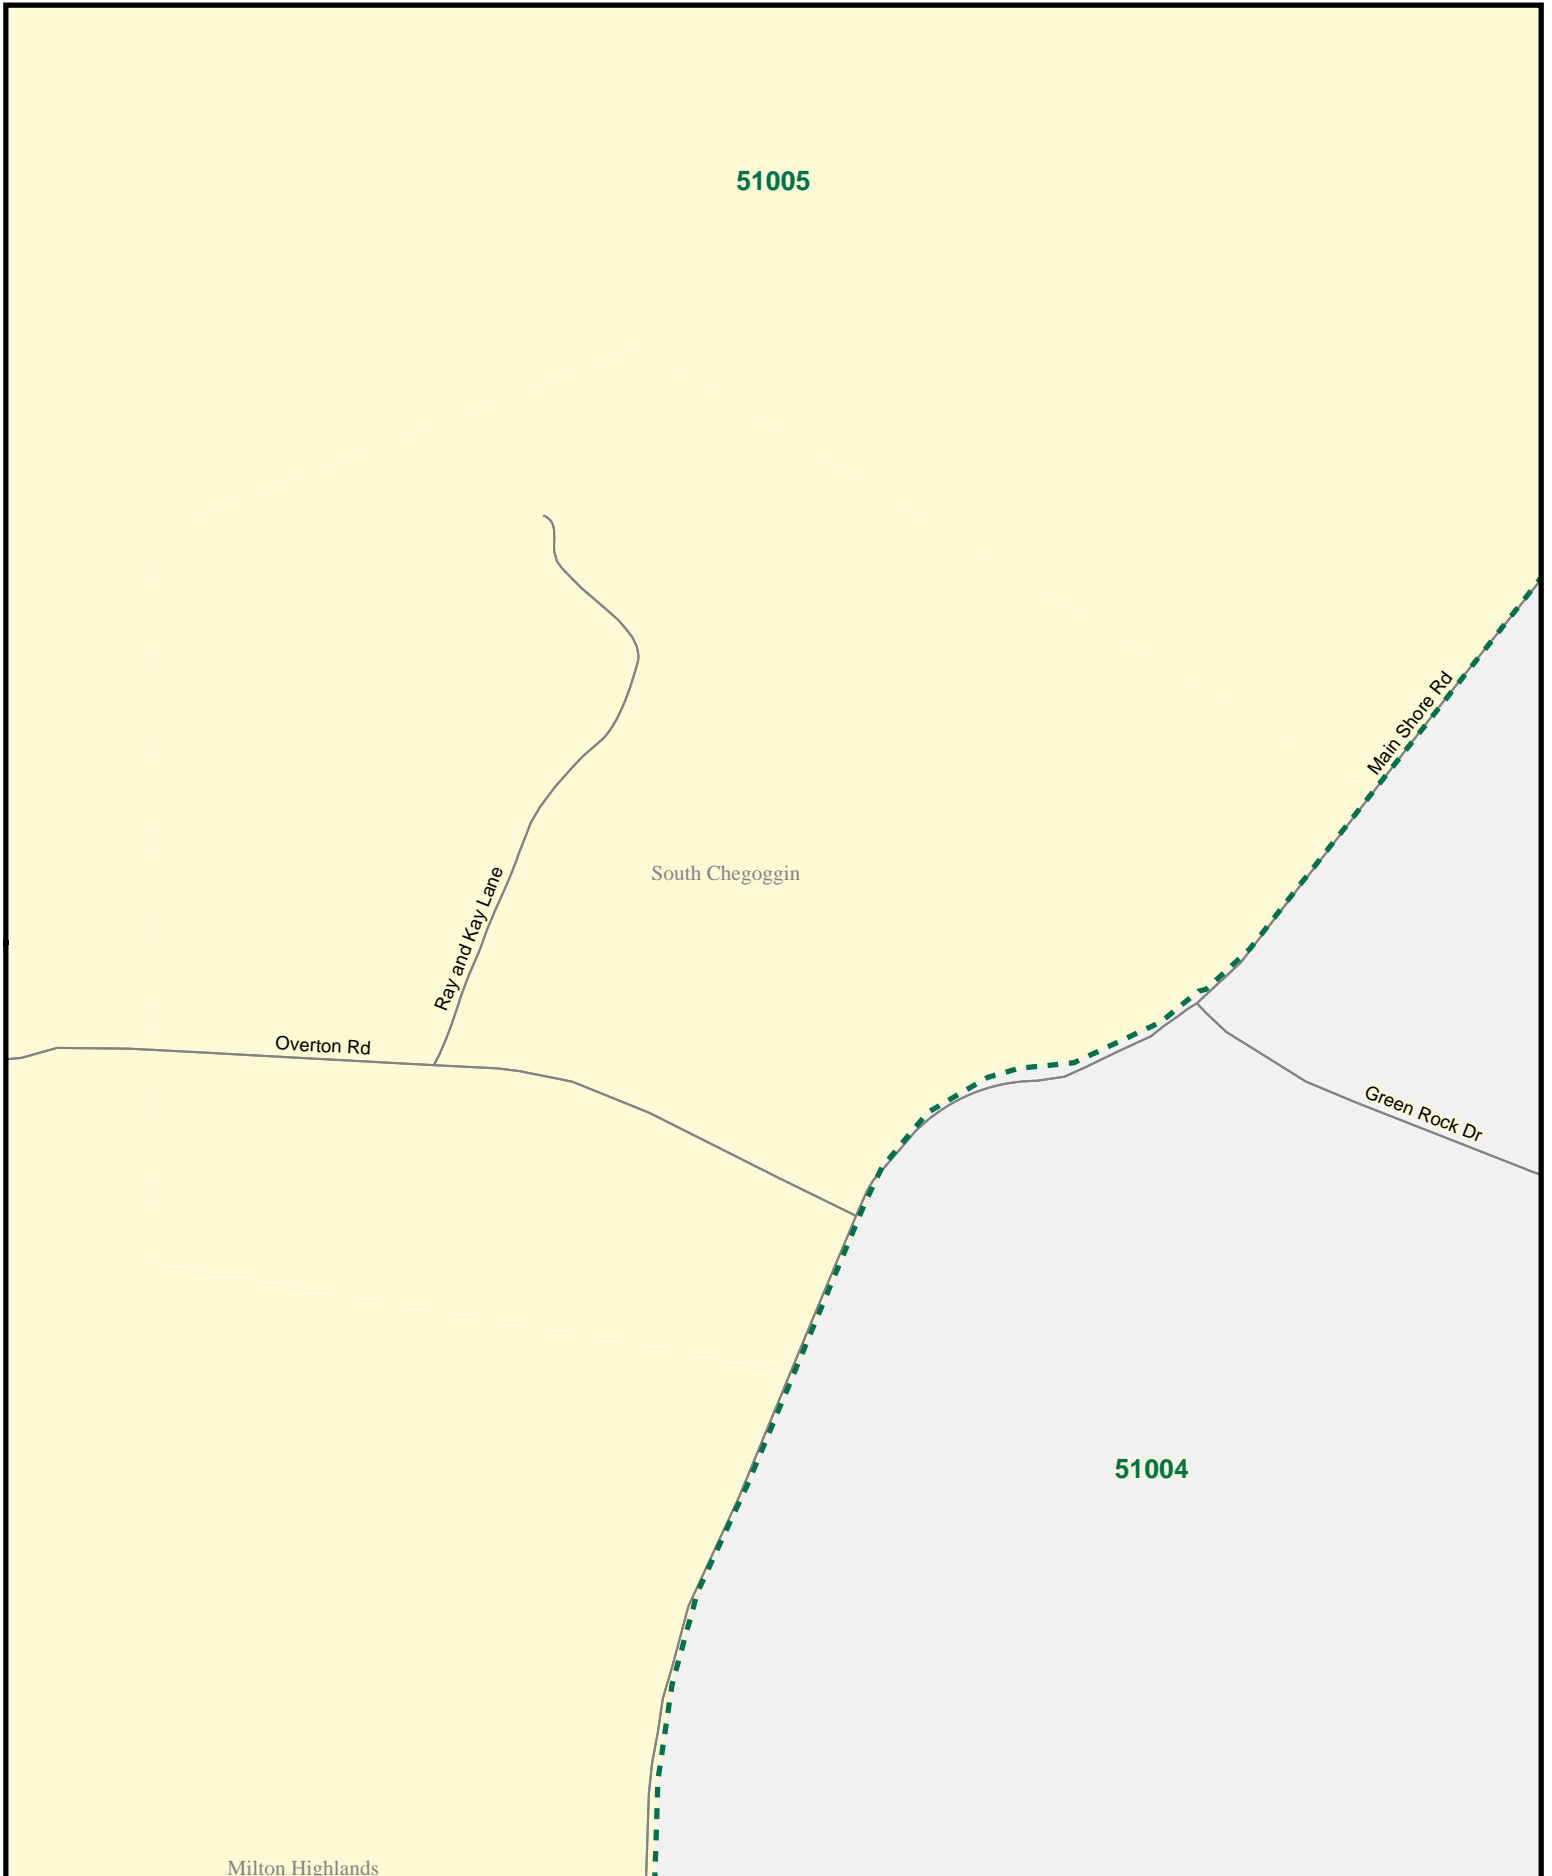 51005
Main Shore Rd
South Chegoggin
Ray and Kay Lane
Overton Rd
Green Rock Dr
51004
Milton Highlands